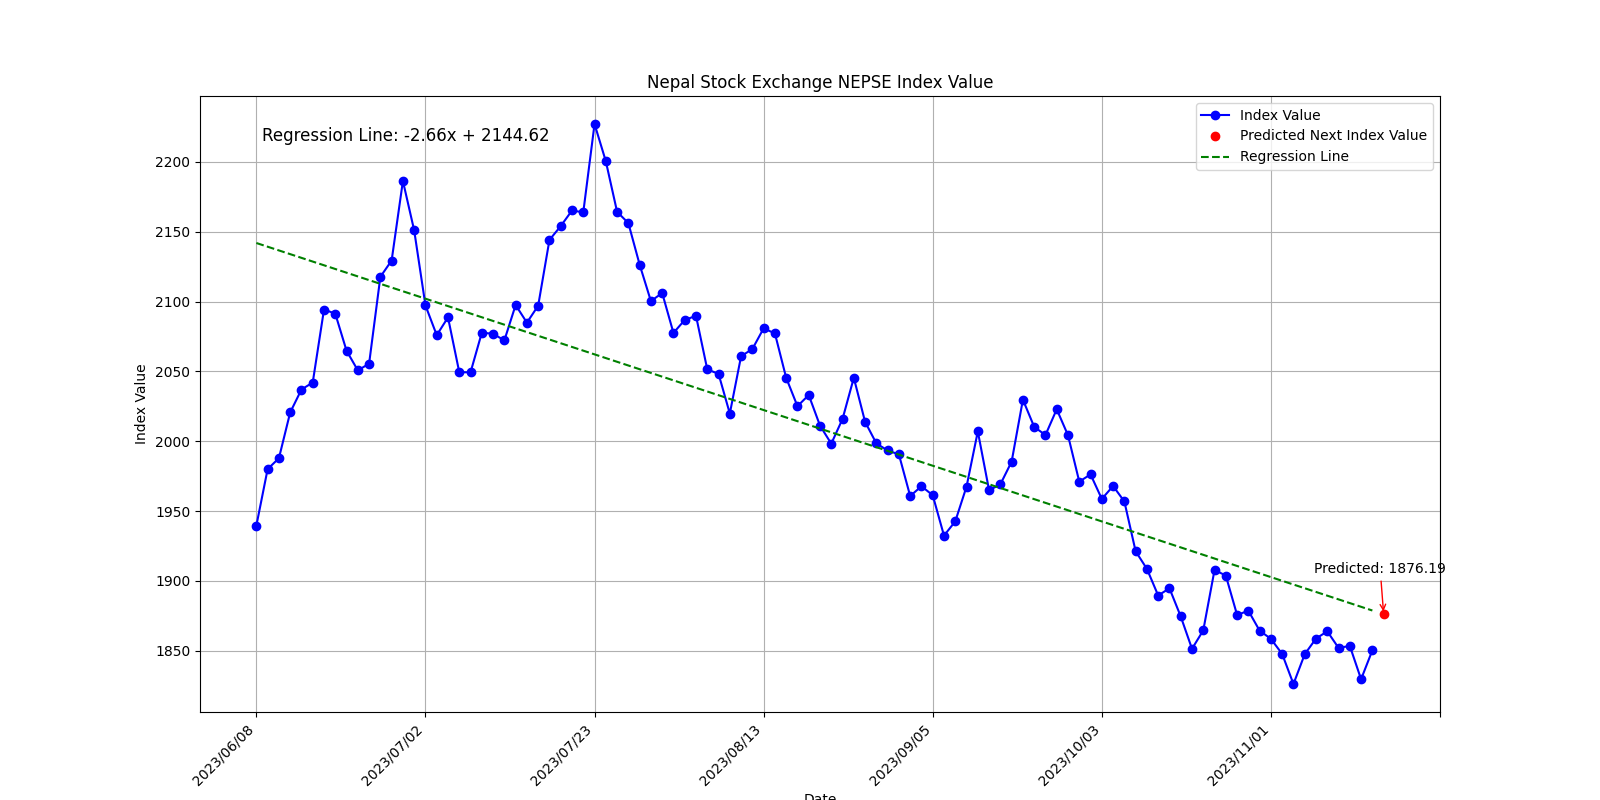 Nepal Stock Exchange NEPSE Index Value
Regression Line: -2.66x + 2144.62
Index Value
Predicted Next Index Value
Regression Line
2200
2150
2100
2050
2000
1950
1900
1850
Index Value
Predicted: 1876.19
2023/06/08
2023/07/02
2023/07/23
2023/08/13
2023/09/05
2023/10/03
2023/11/01
Date